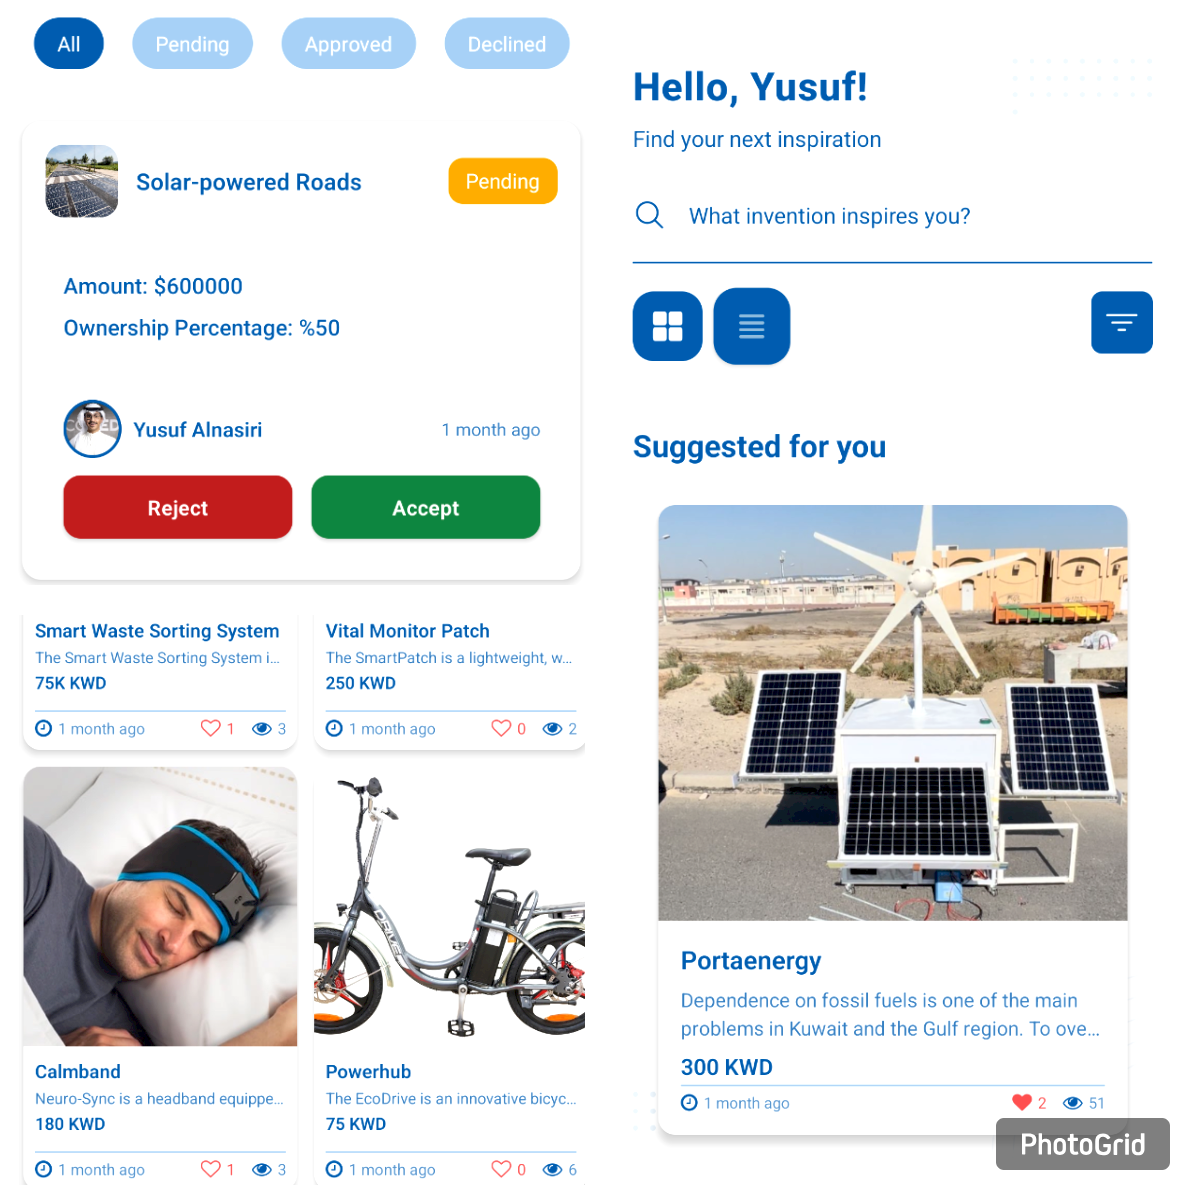 All
Pending
Approved
Declined
Solar-powered Roads
Pending
Amount: $600000
Ownership Percentage: %50
Yusuf Alnasiri
1 month ago
Reject
Accept
Smart Waste Sorting System
The Smart Waste Sorting System i...
75K KWD
1 month ago
1
3
Vital Monitor Patch
The SmartPatch is a lightweight, w...
250 KWD
1 month ago
0
2
Calmband
Neuro-Sync is a headband equippe...
180 KWD
1 month ago
1
3
DRIVE
Powerhub
The EcoDrive is an innovative bicyc...
75 KWD
1 month ago
0
6
Hello, Yusuf!
Find your next inspiration
What invention inspires you?
Suggested for you
Portaenergy
Dependence on fossil fuels is one of the main
problems in Kuwait and the Gulf region. To ove...
300 KWD
1 month ago
2
51
PhotoGrid